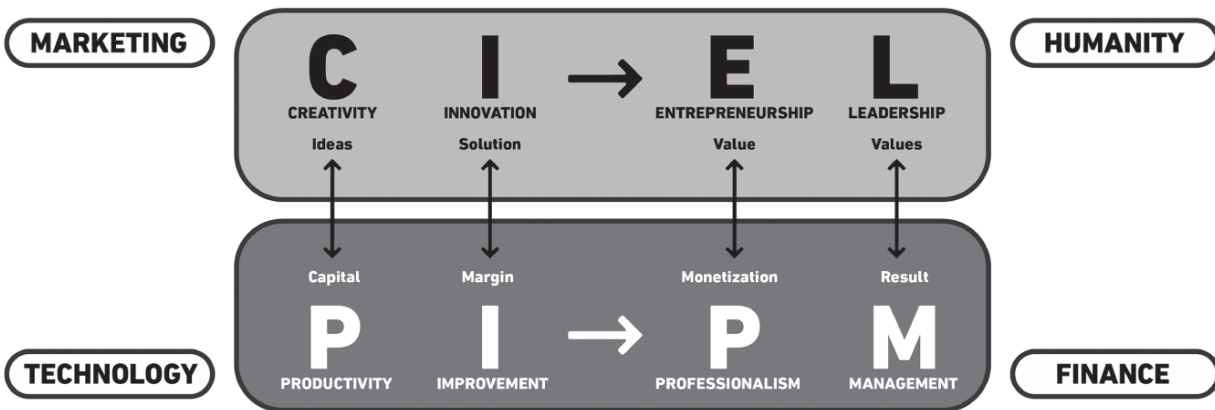 MARKETING
C I → E L
HUMANITY
CREATIVITY INNOVATION ENTREPRENEURSHIP LEADERSHIP
Ideas Solution Value Values
Capital Margin Monetization Result
P I → P M
TECHNOLOGY
PRODUCTIVITY IMPROVEMENT PROFESSIONALISM MANAGEMENT
FINANCE